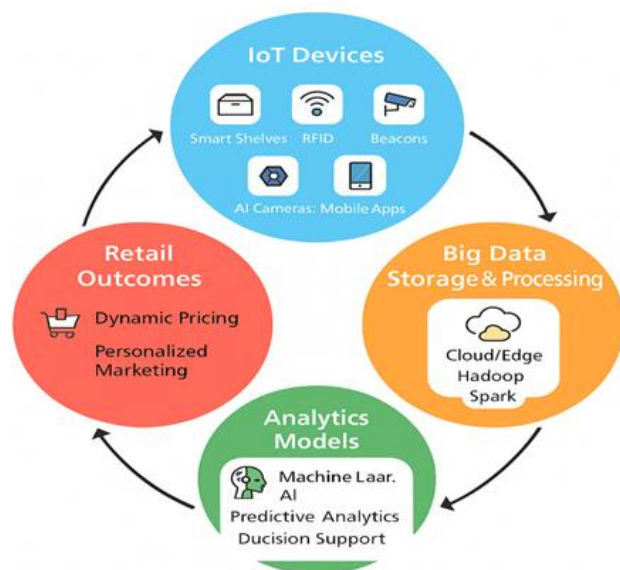 IoT Devices
Smart Shelves RFID Beacons
AI Cameras: Mobile Apps
Big Data
Storage & Processing
Cloud/Edge
Hadoop
Spark
Analytics
Models
Machine Laar.
AI
Predictive Analytics
Ducision Support
Retail
Outcomes
Dynamic Pricing
Personalized
Marketing